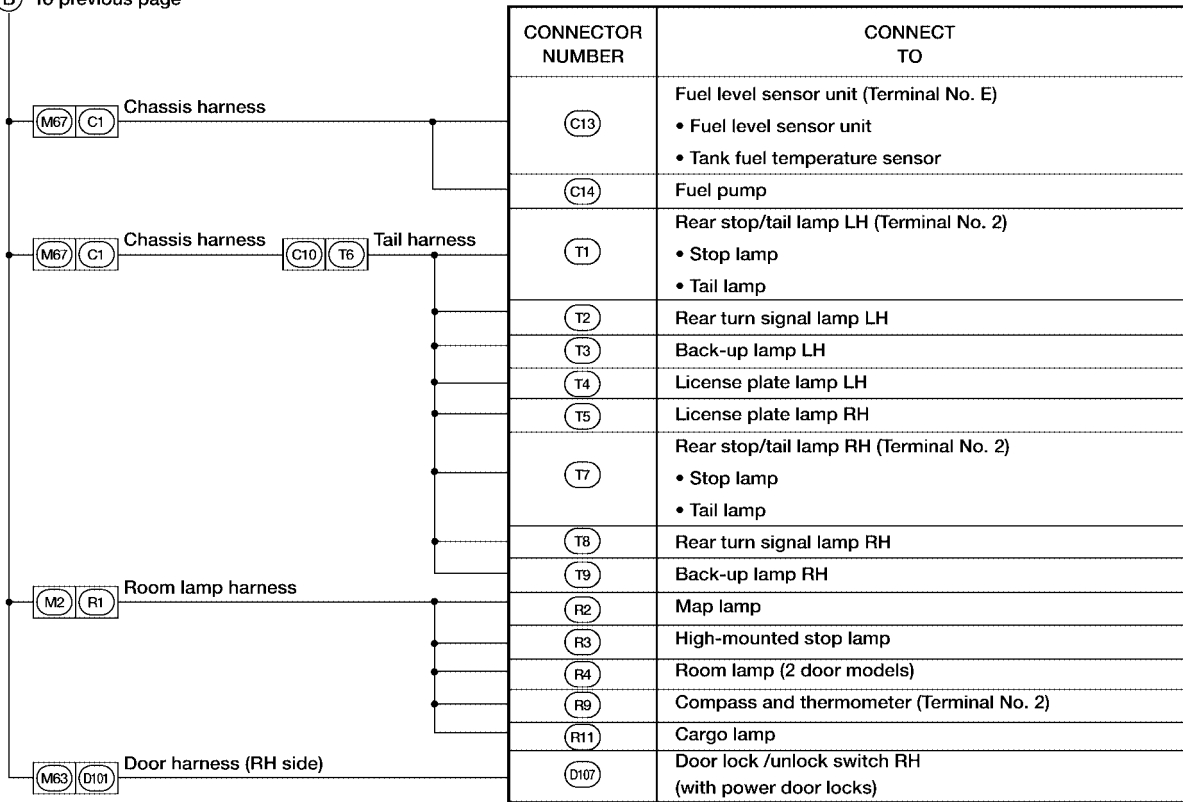 B To previous page
CONNECTOR NUMBER CONNECT TO
M67 C1 Chassis harness
C13 Fuel level sensor unit (Terminal No. E)
• Fuel level sensor unit
• Tank fuel temperature sensor
C14 Fuel pump
M67 C1 Chassis harness C10 T6 Tail harness
T1 Rear stop/tail lamp LH (Terminal No. 2)
• Stop lamp
• Tail lamp
T2 Rear turn signal lamp LH
T3 Back-up lamp LH
T4 License plate lamp LH
T5 License plate lamp RH
T7 Rear stop/tail lamp RH (Terminal No. 2)
• Stop lamp
• Tail lamp
T8 Rear turn signal lamp RH
T9 Back-up lamp RH
M2 R1 Room lamp harness
R2 Map lamp
R3 High-mounted stop lamp
R4 Room lamp (2 door models)
R9 Compass and thermometer (Terminal No. 2)
R11 Cargo lamp
M63 D101 Door harness (RH side)
D107 Door lock /unlock switch RH
(with power door locks)